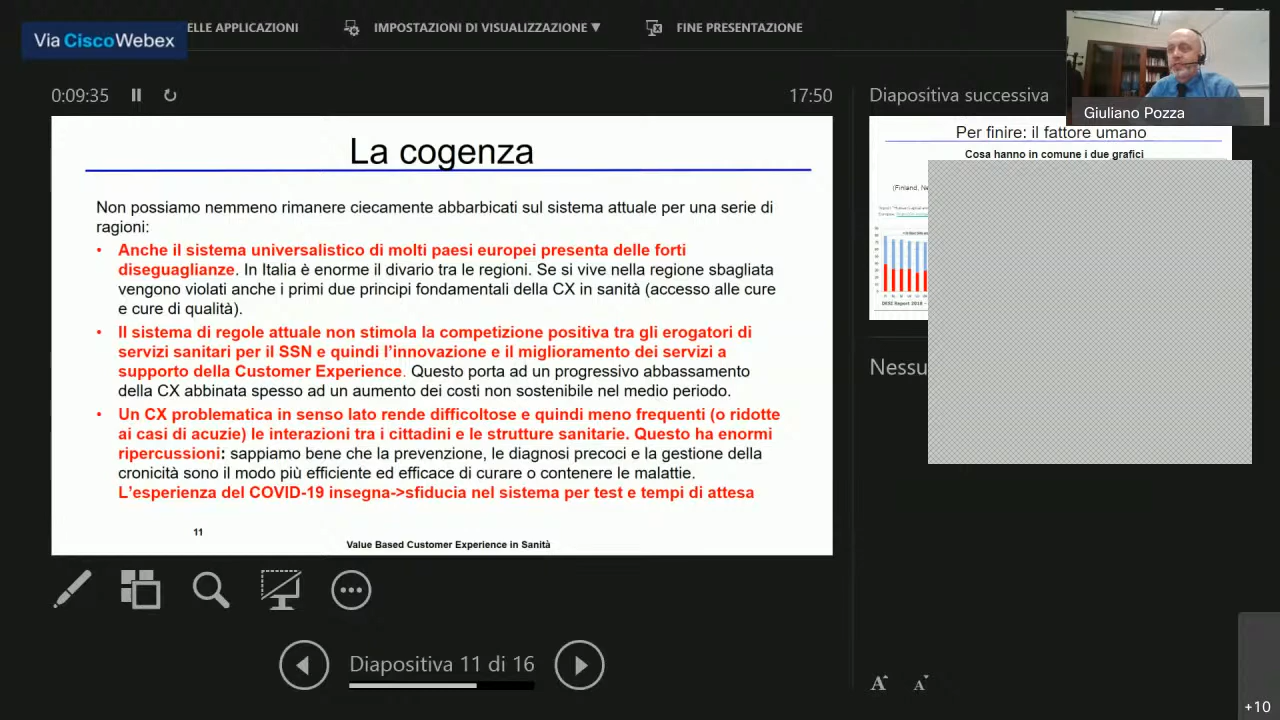 Via Cisco Webex
ELLE APPLICAZIONI
IMPOSTAZIONI DI VISUALIZZAZIONE ▼
FINE PRESENTAZIONE
0:09:35
17:50
Diapositiva successiva
Giuliano Pozza
La cogenza
Non possiamo nemmeno rimanere ciecamente abbarbicati sul sistema attuale per una serie di
ragioni:
• Anche il sistema universalistico di molti paesi europei presenta delle forti
diseguaglianze. In Italia è enorme il divario tra le regioni. Se si vive nella regione sbagliata
vengono violati anche i primi due principi fondamentali della CX in sanità (accesso alle cure
e cure di qualità).
• Il sistema di regole attuale non stimola la competizione positiva tra gli erogatori di
servizi sanitari per il SSN e quindi l'innovazione e il miglioramento dei servizi a
supporto della Customer Experience. Questo porta ad un progressivo abbassamento
della CX abbinata spesso ad un aumento dei costi non sostenibile nel medio periodo.
• Un CX problematica in senso lato rende difficoltose e quindi meno frequenti (o ridotte
ai casi di acuzie) le interazioni tra i cittadini e le strutture sanitarie. Questo ha enormi
ripercussioni: sappiamo bene che la prevenzione, le diagnosi precoci e la gestione della
cronicità sono il modo più efficiente ed efficace di curare o contenere le malattie.
L'esperienza del COVID-19 insegna->sfiducia nel sistema per test e tempi di attesa
11
Value Based Customer Experience in Sanità
Per finire: il fattore umano
Cosa hanno in comune i due grafici
(Finland, Ne
Nessu
Diapositiva 11 di 16
A A
+10